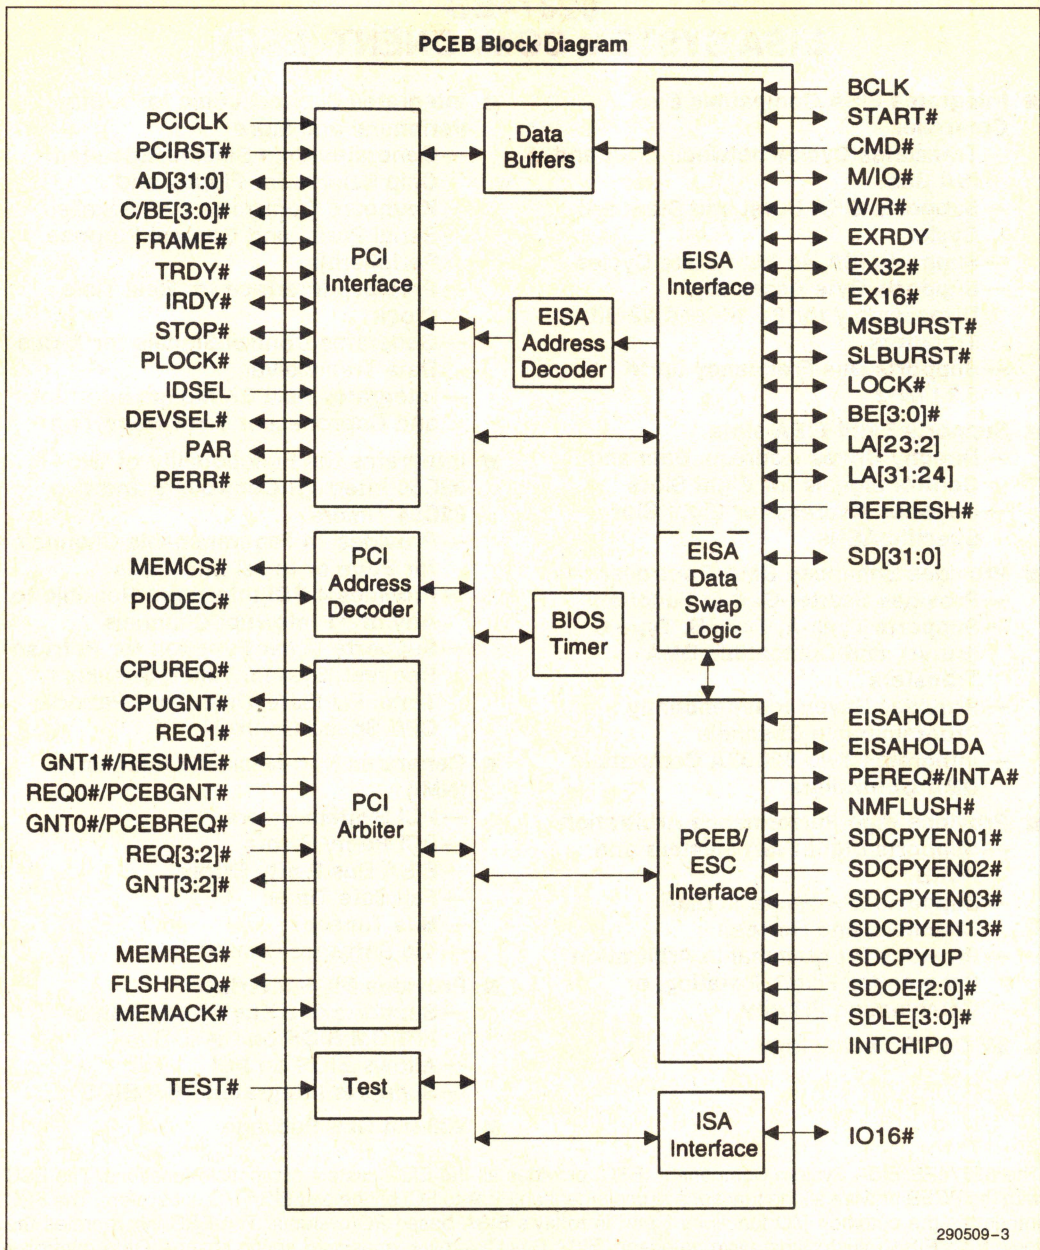 PCEB Block Diagram
PCICLK
PCIRST#
AD[31:0]
C/BE[3:0]#
FRAME#
TRDY#
IRDY#
STOP#
PLOCK#
IDSEL
DEVSEL#
PAR
PERR#
MEMCS#
PIODEC#
CPUREQ#
CPUGNT#
REQ1#
GNT1#/RESUME#
REQ0#/PCEBGNT#
GNT0#/PCEBREQ#
REQ[3:2]#
GNT[3:2]#
MEMREG#
FLSHREQ#
MEMACK#
TEST#
PCI
Interface
PCI
Address
Decoder
PCI
Arbiter
Test
Data
Buffers
EISA
Address
Decoder
BIOS
Timer
EISA
Interface
EISA
Data
Swap
Logic
PCEB/
ESC
Interface
ISA
Interface
BCLK
START#
CMD#
M/IO#
W/R#
EXRDY
EX32#
EX16#
MSBURST#
SLBURST#
LOCK#
BE[3:0]#
LA[23:2]
LA[31:24]
REFRESH#
SD[31:0]
EISAHOLD
EISAHOLDA
PEREQ#/INTA#
NMFLUSH#
SDCPYEN01#
SDCPYEN02#
SDCPYEN03#
SDCPYEN13#
SDCPYUP
SDOE[2:0]#
SDLE[3:0]#
INTCHIP0
IO16#
290509-3